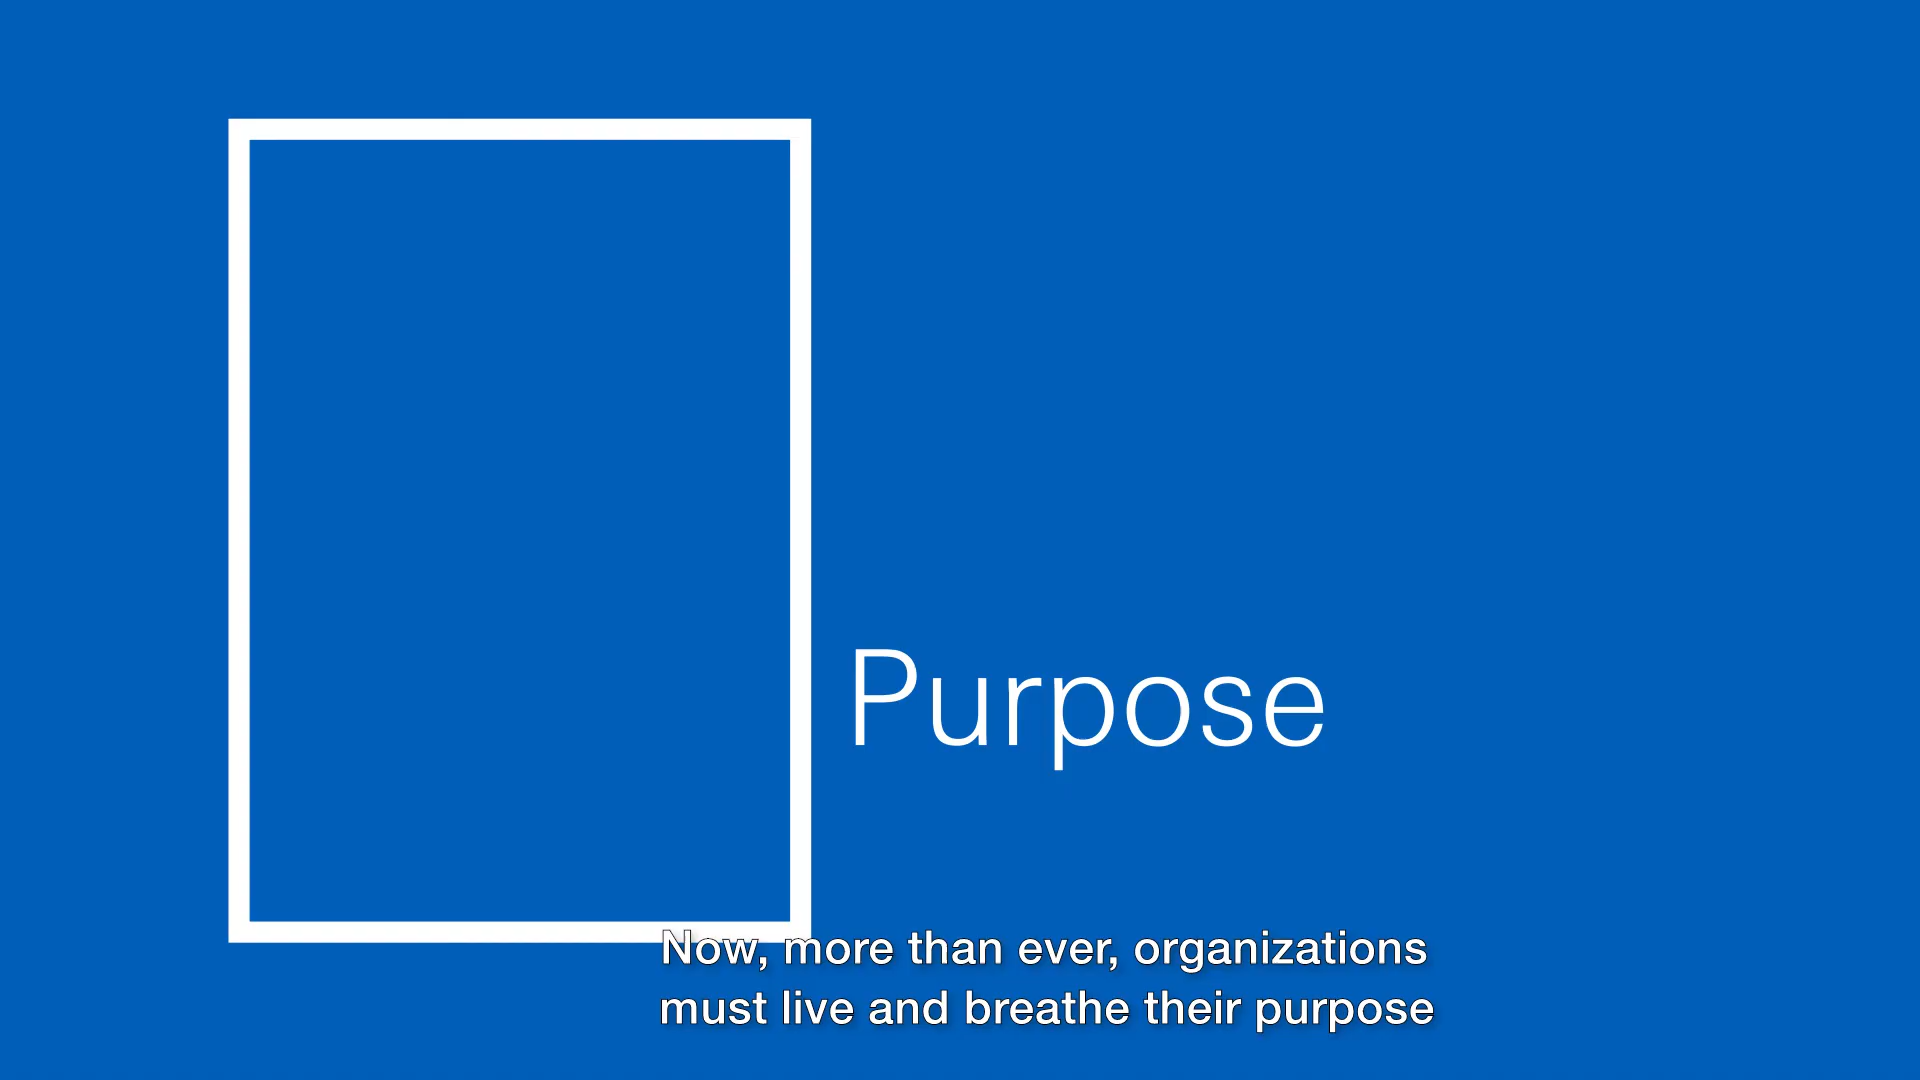 Purpose
Now, more than ever, organizations
must live and breathe their purpose